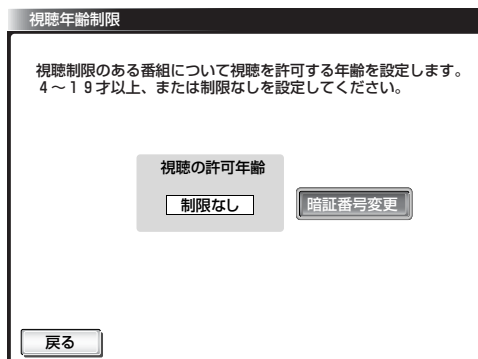 視聴年齢制限
視聴制限のある番組について視聴を許可する年齢を設定します。
4～19才以上、または制限なしを設定してください。
視聴の許可年齢
制限なし
暗証番号変更
戻る